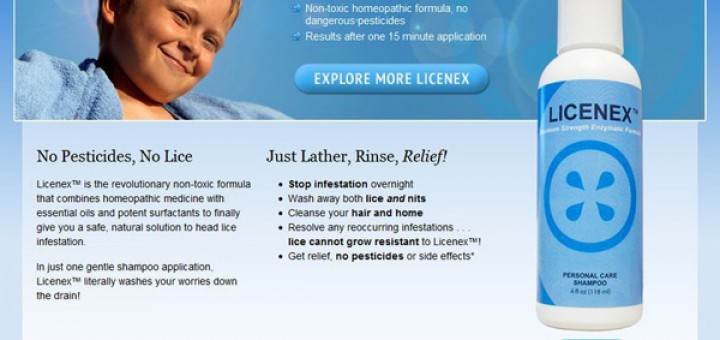 Non-toxic homeopathic formula, no
dangerous pesticides
Results after one 15 minute application
EXPLORE MORE LICENEX
No Pesticides, No Lice
Licenex™ is the revolutionary non-toxic formula
that combines homeopathic medicine with
essential oils and potent surfactants to finally
give you a safe, natural solution to head lice
infestation.
In just one gentle shampoo application,
Licenex™ literally washes your worries down
the drain!
Just Lather, Rinse, Relief!
Stop infestation overnight
Wash away both lice and nits
Cleanse your hair and home
Resolve any reoccurring infestations . . .
lice cannot grow resistant to Licenex™!
Get relief, no pesticides or side effects*
LICENEX™
Maximum Strength Enzymatic Formula
PERSONAL CARE
SHAMPOO
4 fl oz (118 ml)